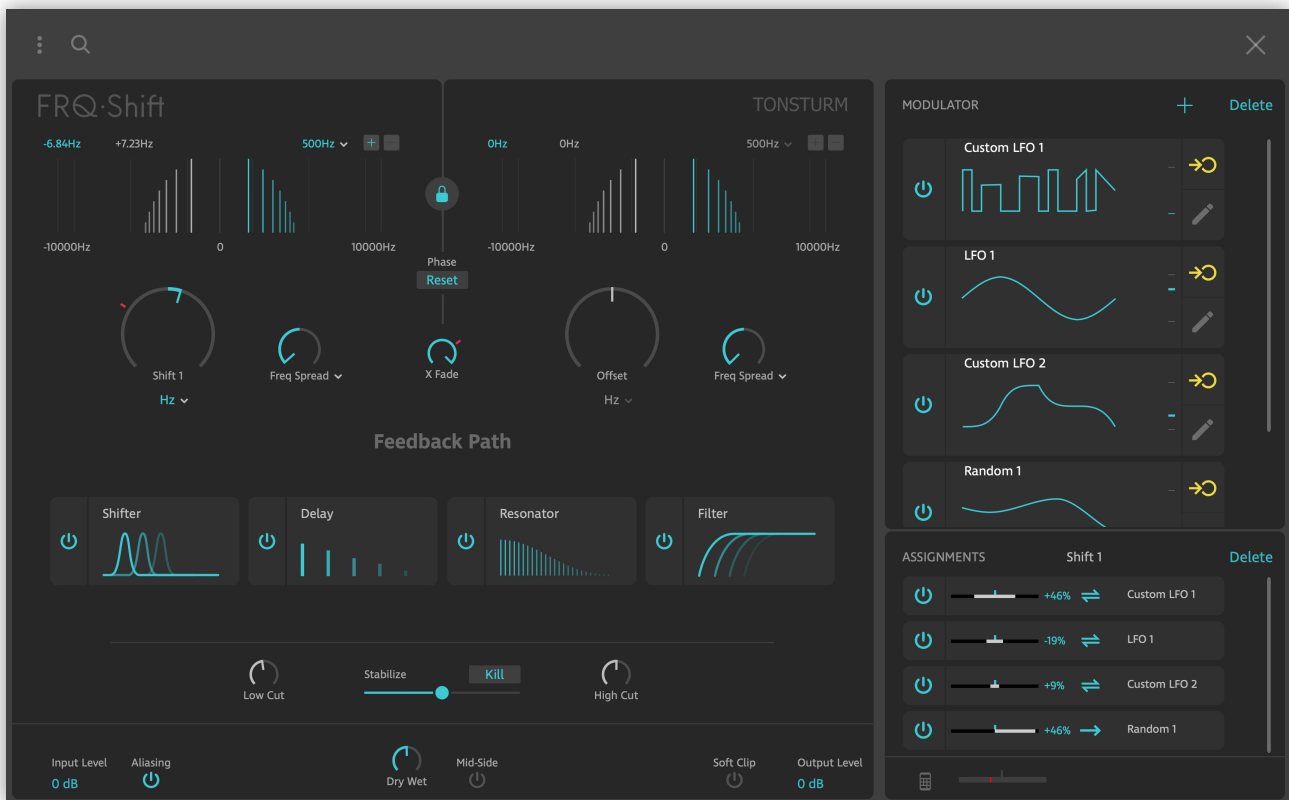 FRQ·Shift
TONSTURM
-6.84Hz +7.23Hz 500Hz
0Hz 0Hz 500Hz
-10000Hz 0 10000Hz
-10000Hz 0 10000Hz
Phase
Reset
Shift 1
Hz
Freq Spread
X Fade
Offset
Hz
Freq Spread
Feedback Path
Shifter
Delay
Resonator
Filter
Low Cut
Stabilize
Kill
High Cut
Input Level
0 dB
Aliasing
Dry Wet
Mid-Side
Soft Clip
Output Level
0 dB
MODULATOR + Delete
Custom LFO 1
LFO 1
Custom LFO 2
Random 1
ASSIGNMENTS Shift 1 Delete
+46% Custom LFO 1
-19% LFO 1
+9% Custom LFO 2
+46% Random 1